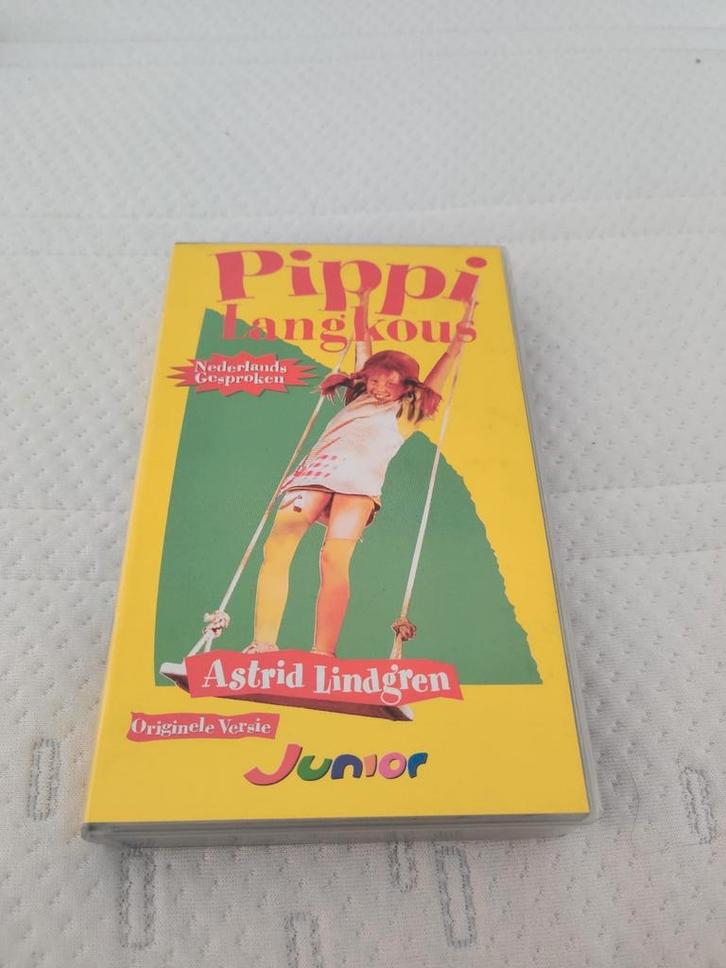 Pippi
Langkous
Nederlands
Gesproken
Astrid Lindgren
Originele Versie
Junior